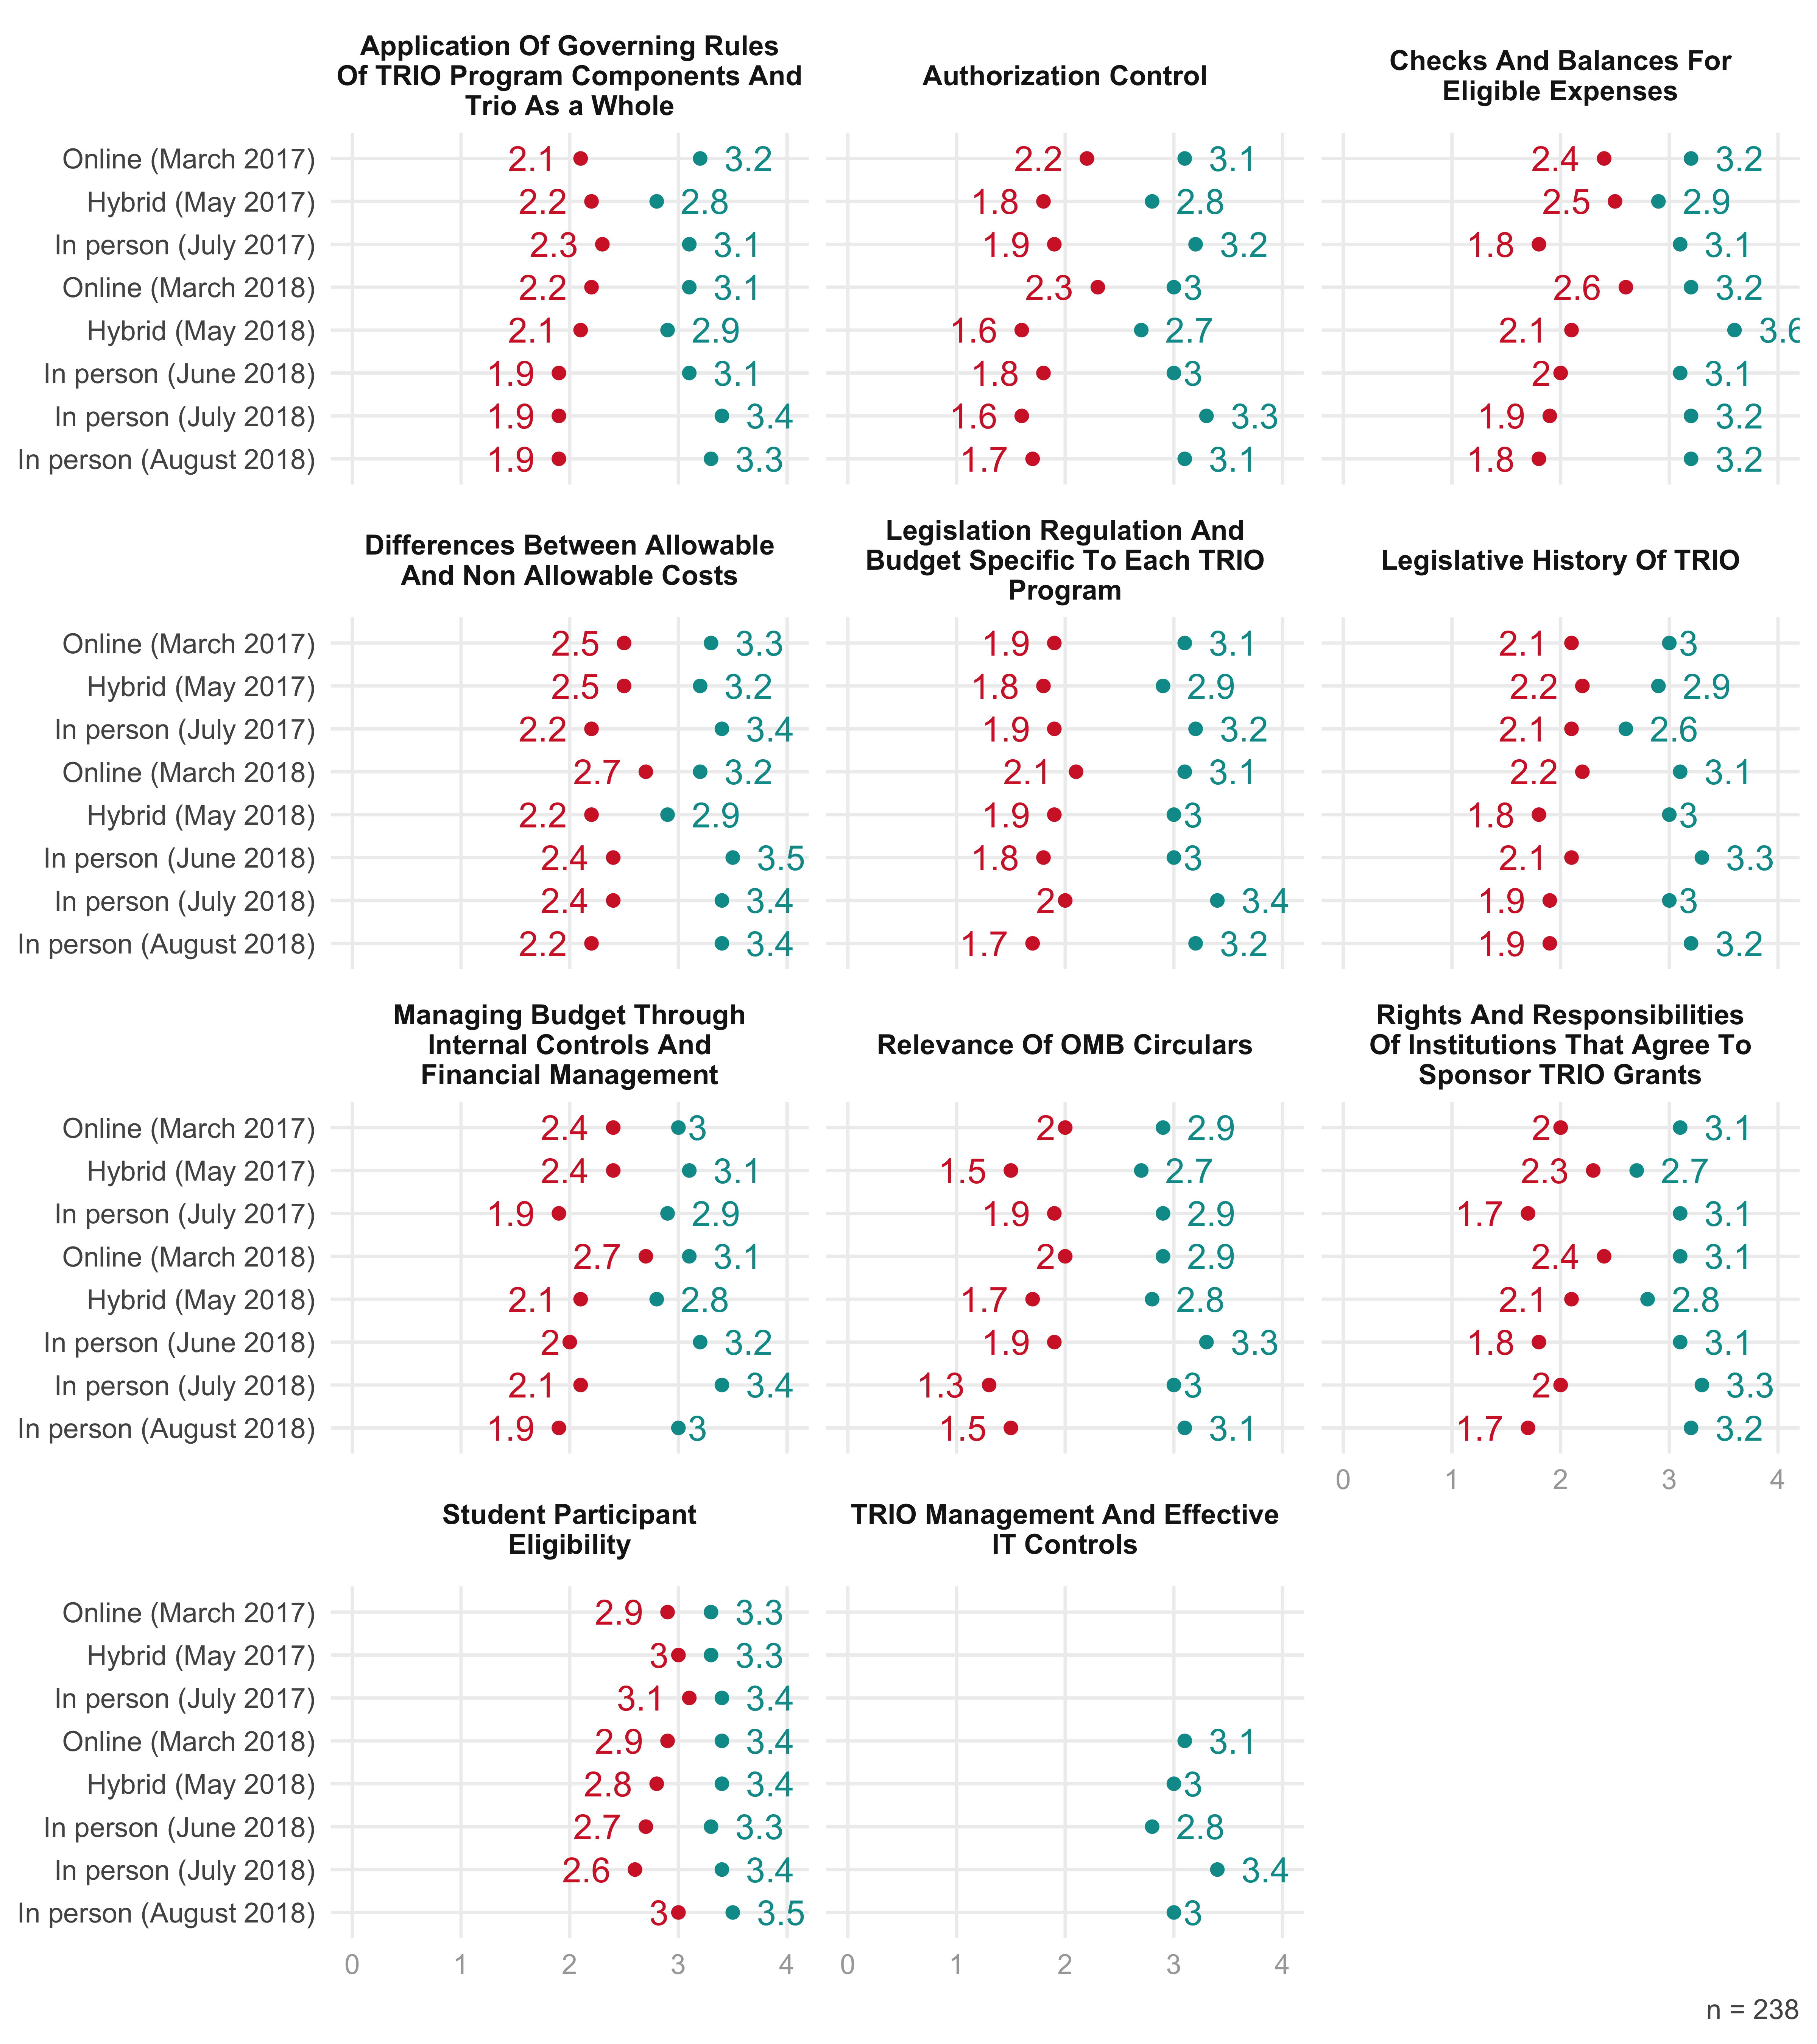 Application Of Governing Rules
Of TRIO Program Components And
Trio As a Whole
Authorization Control
Checks And Balances For
Eligible Expenses
Online (March 2017) 2.1 3.2 2.2 3.1 2.4 3.2
Hybrid (May 2017) 2.2 2.8 1.8 2.8 2.5 2.9
In person (July 2017) 2.3 3.1 1.9 3.2 1.8 3.1
Online (March 2018) 2.2 3.1 2.3 3 2.6 3.2
Hybrid (May 2018) 2.1 2.9 1.6 2.7 2.1 3.6
In person (June 2018) 1.9 3.1 1.8 3 2 3.1
In person (July 2018) 1.9 3.4 1.6 3.3 1.9 3.2
In person (August 2018) 1.9 3.3 1.7 3.1 1.8 3.2
Differences Between Allowable
And Non Allowable Costs
Legislation Regulation And
Budget Specific To Each TRIO
Program
Legislative History Of TRIO
Online (March 2017) 2.5 3.3 1.9 3.1 2.1 3
Hybrid (May 2017) 2.5 3.2 1.8 2.9 2.2 2.9
In person (July 2017) 2.2 3.4 1.9 3.2 2.1 2.6
Online (March 2018) 2.7 3.2 2.1 3.1 2.2 3.1
Hybrid (May 2018) 2.2 2.9 1.9 3 1.8 3
In person (June 2018) 2.4 3.5 1.8 3 2.1 3.3
In person (July 2018) 2.4 3.4 2 3.4 1.9 3
In person (August 2018) 2.2 3.4 1.7 3.2 1.9 3.2
Managing Budget Through
Internal Controls And
Financial Management
Relevance Of OMB Circulars
Rights And Responsibilities
Of Institutions That Agree To
Sponsor TRIO Grants
Online (March 2017) 2.4 3 2 2.9 2 3.1
Hybrid (May 2017) 2.4 3.1 1.5 2.7 2.3 2.7
In person (July 2017) 1.9 2.9 1.9 2.9 1.7 3.1
Online (March 2018) 2.7 3.1 2 2.9 2.4 3.1
Hybrid (May 2018) 2.1 2.8 1.7 2.8 2.1 2.8
In person (June 2018) 2 3.2 1.9 3.3 1.8 3.1
In person (July 2018) 2.1 3.4 1.3 3 2 3.3
In person (August 2018) 1.9 3 1.5 3.1 1.7 3.2
0 1 2 3 4
Student Participant
Eligibility
TRIO Management And Effective
IT Controls
Online (March 2017) 2.9 3.3
Hybrid (May 2017) 3 3.3
In person (July 2017) 3.1 3.4
Online (March 2018) 2.9 3.4 3.1
Hybrid (May 2018) 2.8 3.4 3
In person (June 2018) 2.7 3.3 2.8
In person (July 2018) 2.6 3.4 3.4
In person (August 2018) 3 3.5 3
0 1 2 3 4 0 1 2 3 4
n = 238